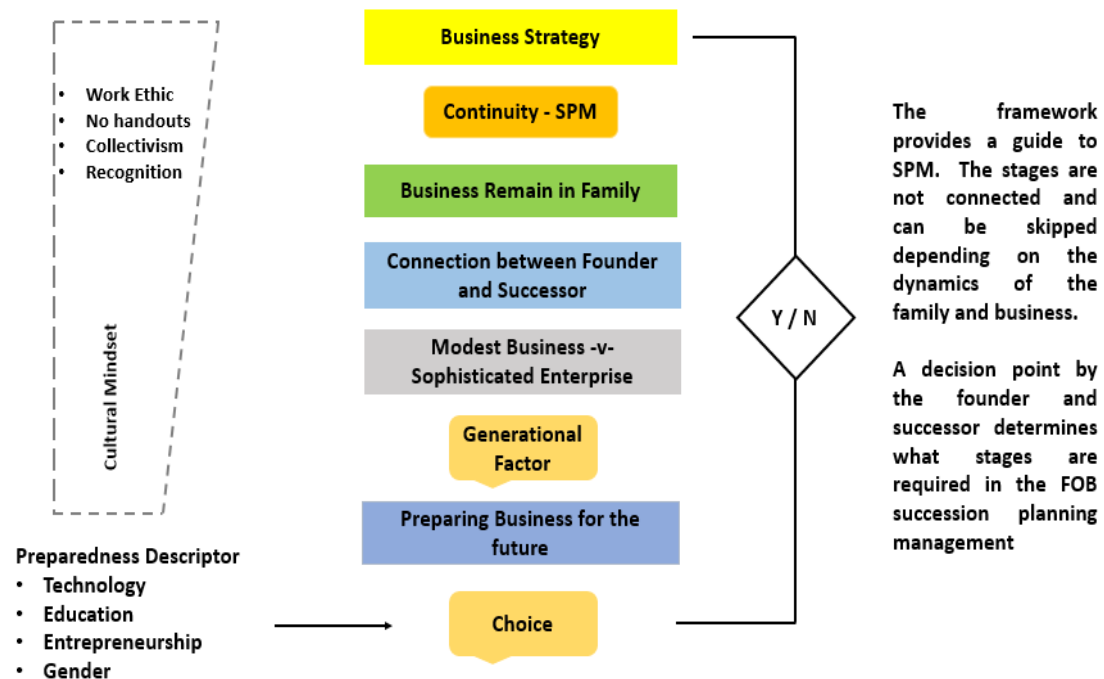 • Work Ethic
• No handouts
• Collectivism
• Recognition
Cultural Mindset
Preparedness Descriptor
• Technology
• Education
• Entrepreneurship
• Gender
Business Strategy
Continuity - SPM
Business Remain in Family
Connection between Founder
and Successor
Modest Business -v-
Sophisticated Enterprise
Generational
Factor
Preparing Business for the
future
Choice
Y / N
The framework
provides a guide to
SPM. The stages are
not connected and
can be skipped
depending on the
dynamics of the
family and business.
A decision point by
the founder and
successor determines
what stages are
required in the FOB
succession planning
management